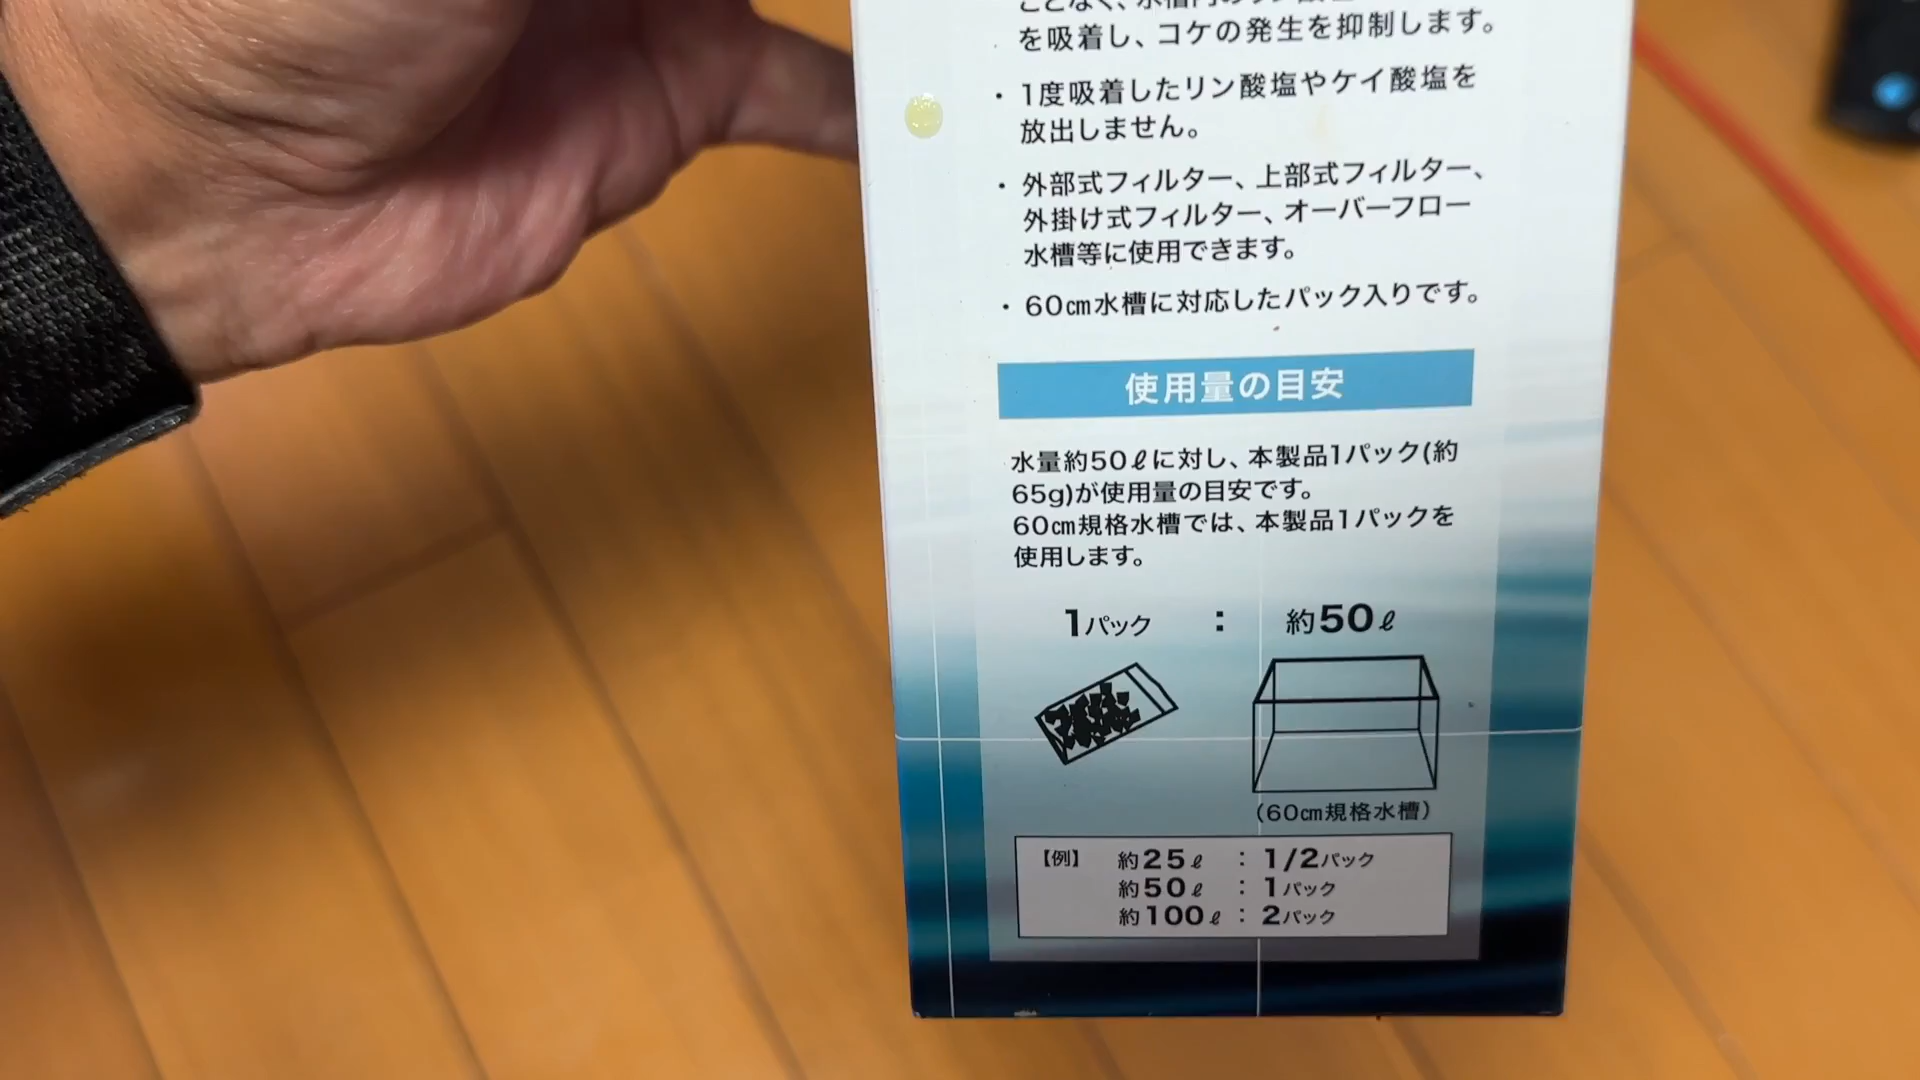 を吸着し、コケの発生を抑制します。
・1度吸着したリン酸塩やケイ酸塩を
放出しません。
・外部式フィルター、上部式フィルター、
外掛け式フィルター、オーバーフロー
水槽等に使用できます。
・60㎝水槽に対応したパック入りです。
使用量の目安
水量約50ℓに対し、本製品1パック(約
65g)が使用量の目安です。
60㎝規格水槽では、本製品1パックを
使用します。
1パック : 約50ℓ
(60㎝規格水槽)
【例】 約25ℓ : 1/2パック
約50ℓ : 1パック
約100ℓ : 2パック